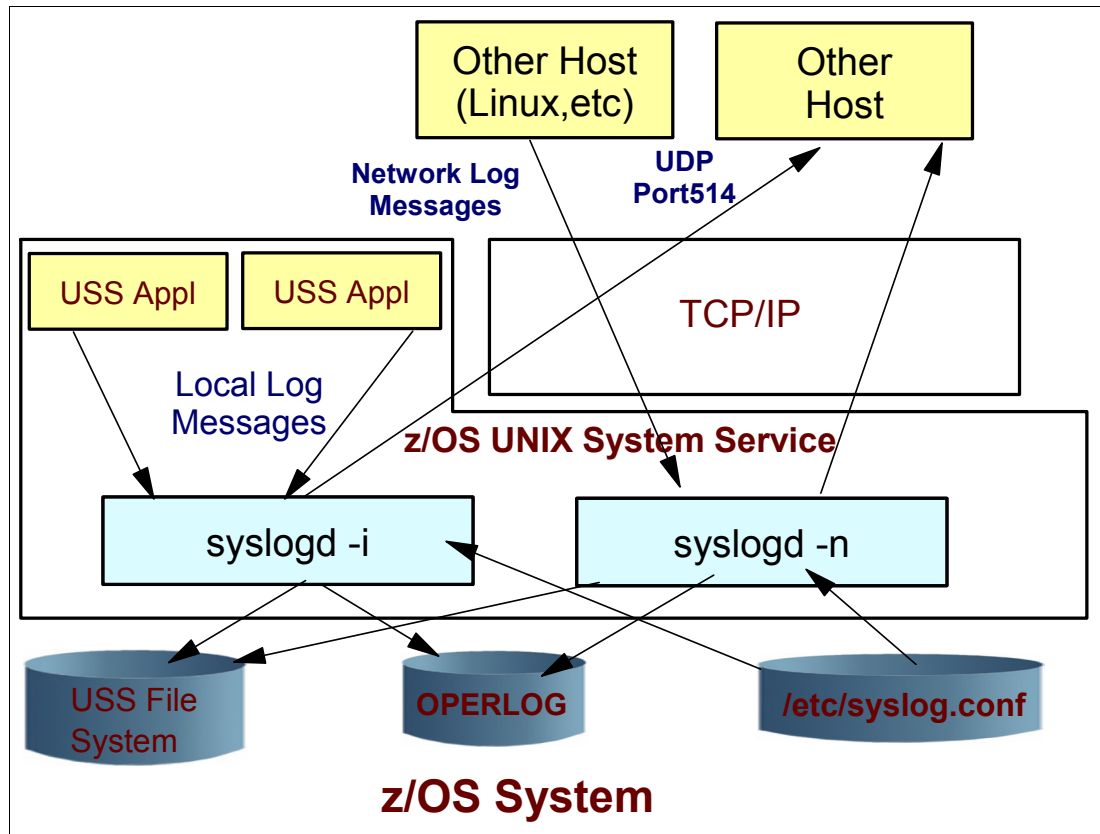 Other Host
(Linux,etc)
Other
Host
Network Log
Messages
UDP
Port514
USS Appl
USS Appl
TCP/IP
Local Log
Messages
z/OS UNIX System Service
syslogd -i
syslogd -n
USS File
System
OPERLOG
/etc/syslog.conf
z/OS System